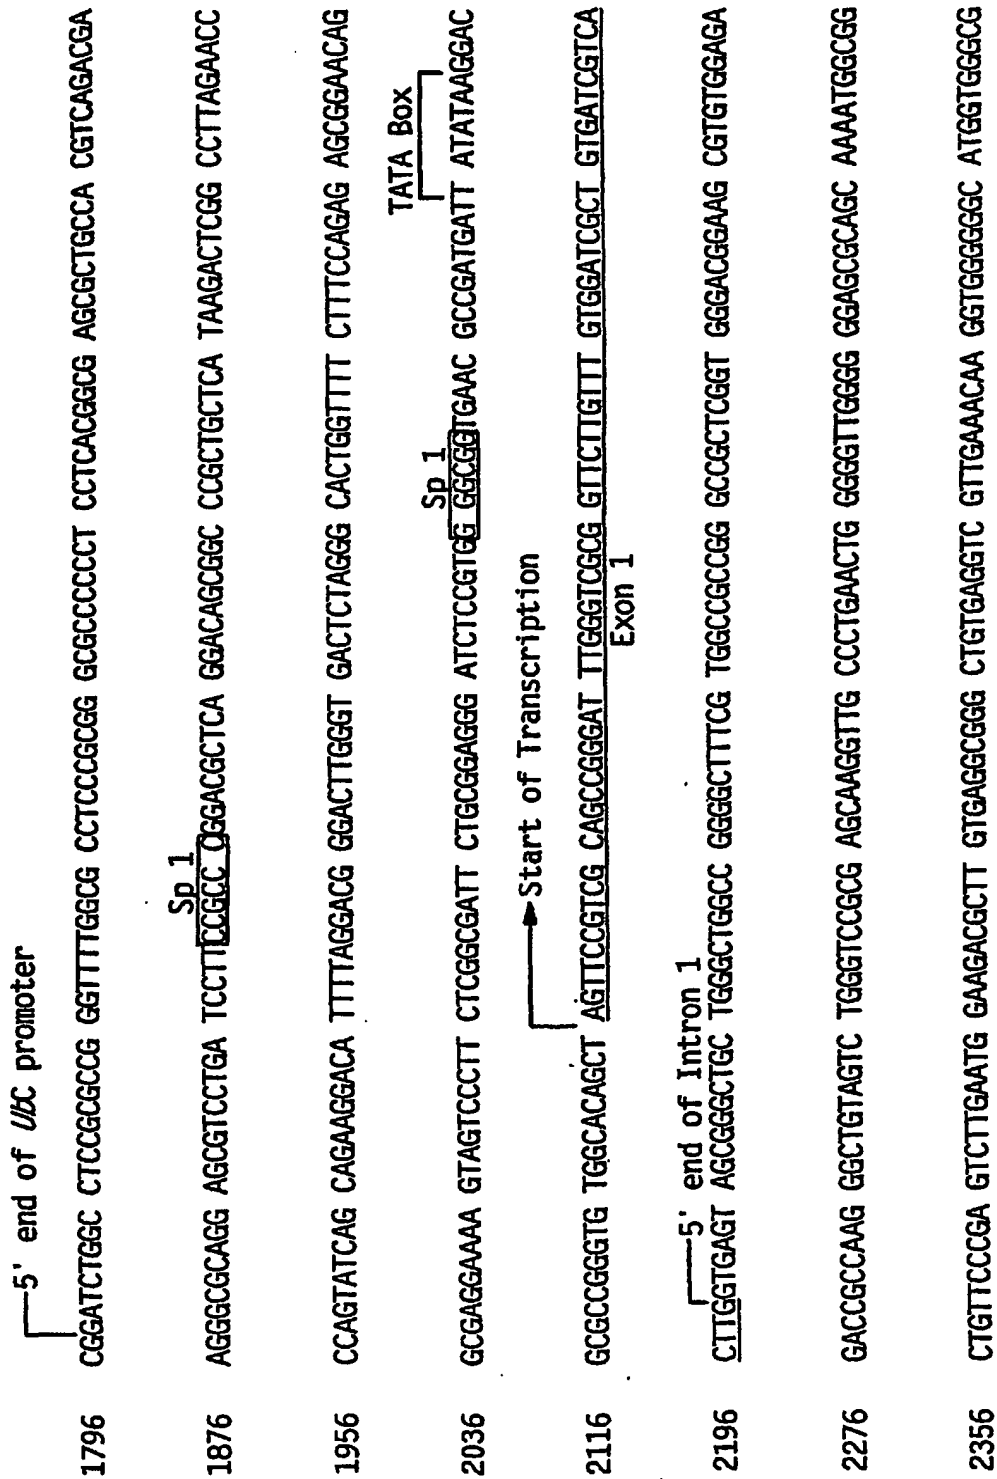 5' end of UbC promoter
1796 CGGATCTGGC CTCCGCGCCG GGTTTTGGCG CCTCCCGCGG GCGCCCCCCT CCTCACGGCG AGCGCTGCCA CGTCAGACGA
Sp 1
1876 AGGGCGCAGG AGCGTCCTGA TCCTTCCGCC CGGACGCTCA GGACAGCGGC CCGCTGCTCA TAAGACTCGG CCTTAGAACC
1956 CCAGTATCAG CAGAAGGACA TTTTAGGACG GGACTTGGGT GACTCTAGGG CACTGGTTTT CTTTCCAGAG AGCGGAACAG
Sp 1 TATA Box
2036 GCGAGGAAAA GTAGTCCCTT CTCGGCGATT CTGCGGAGGG ATCTCCGTGG GGCGGTGAAC GCCGATGATT ATATAAGGAC
Start of Transcription
2116 GCGCCGGGTG TGGCACAGCT AGTTCCGTCG CAGCCGGGAT TTGGGTCGCG GTTCTTGTTT GTGGATCGCT GTGATCGTCA
Exon 1
5' end of Intron 1
2196 CTTGGTGAGT AGCGGGCTGC TGGGCTGGCC GGGGCTTTCG TGGCCGCCGG GCCGCTCGGT GGGACGGAAG CGTGTGGAGA
2276 GACCGCCAAG GGCTGTAGTC TGGGTCCGCG AGCAAGGTTG CCCTGAACTG GGGGTTGGGG GGAGCGCAGC AAAATGGCGG
2356 CTGTTCCCGA GTCTTGAATG GAAGACGCTT GTGAGGCGGG CTGTGAGGTC GTTGAAACAA GGTGGGGGGC ATGGTGGGCG